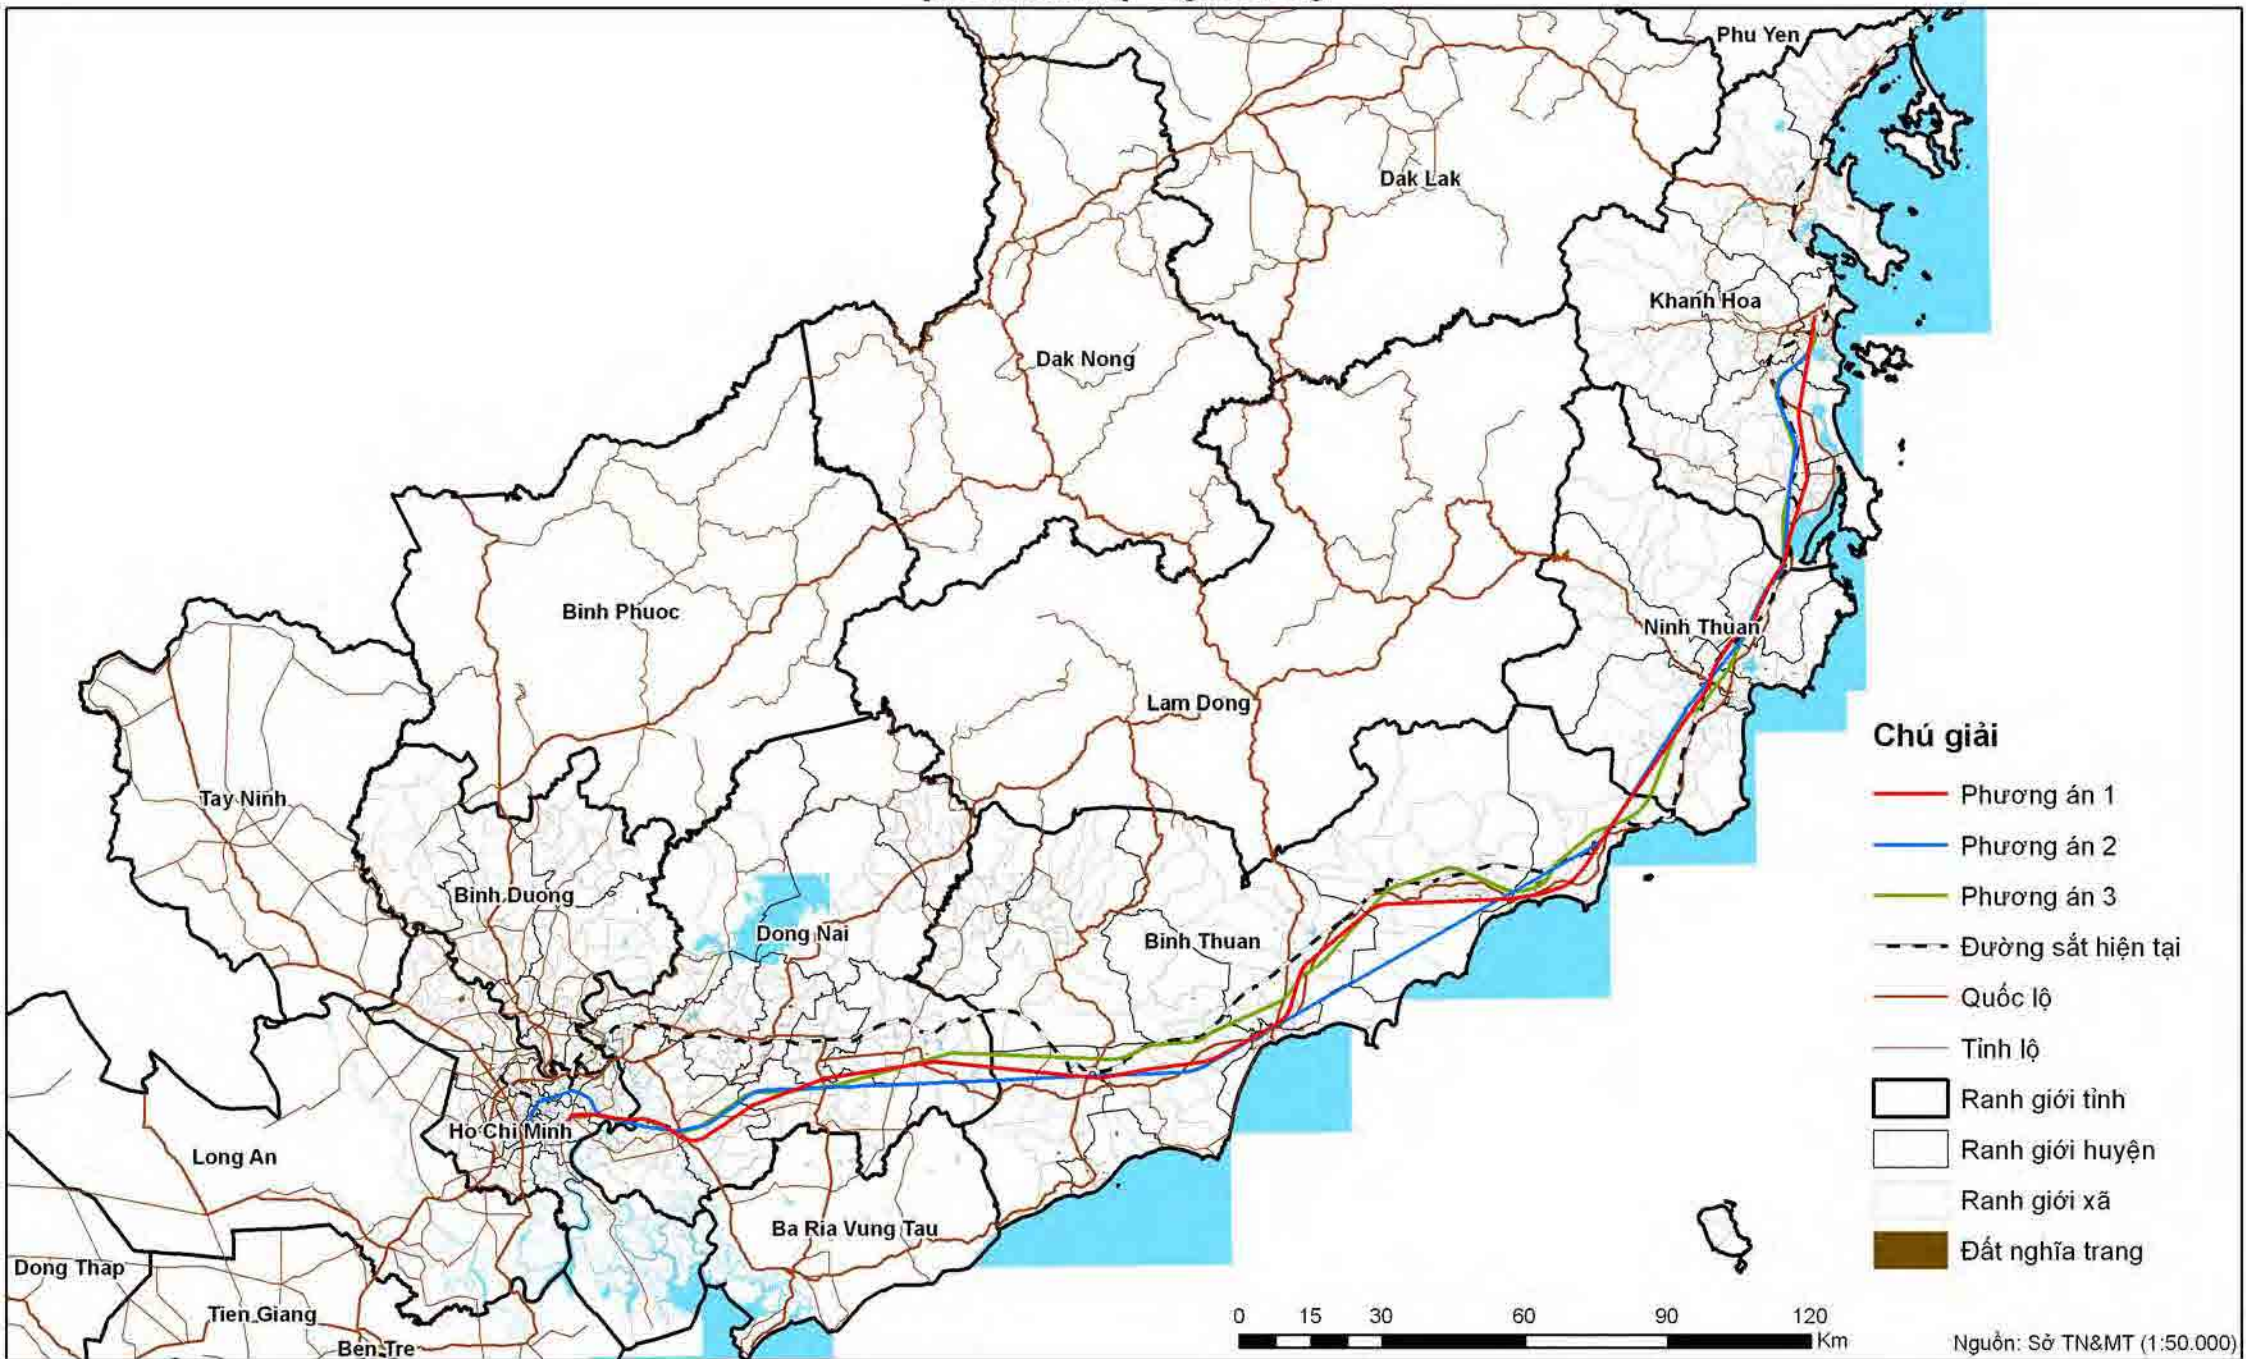 Phu Yen
Dak Lak
Khanh Hoa
Dak Nong
Binh Phuoc
Ninh Thuan
Lam Dong
Tay Ninh
Binh Duong
Dong Nai
Binh Thuan
Ho Chi Minh
Long An
Ba Ria Vung Tau
Dong Thap
Tien Giang
Ben Tre
Chú giải
Phương án 1
Phương án 2
Phương án 3
Đường sắt hiện tại
Quốc lộ
Tỉnh lộ
Ranh giới tỉnh
Ranh giới huyện
Ranh giới xã
Đất nghĩa trang
0 15 30 60 90 120
Km
Nguồn: Sở TN&MT (1:50.000)